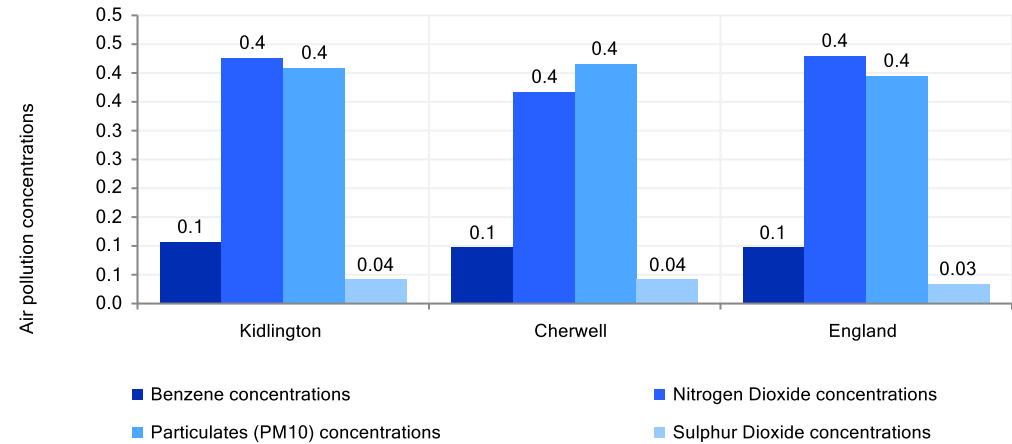 Air pollution concentrations
0.5
0.5
0.4
0.4
0.3
0.3
0.2
0.2
0.1
0.1
0.0
0.1
0.4
0.4
0.04
0.1
0.4
0.4
0.04
0.1
0.4
0.4
0.03
Kidlington
Cherwell
England
Benzene concentrations
Nitrogen Dioxide concentrations
Particulates (PM10) concentrations
Sulphur Dioxide concentrations